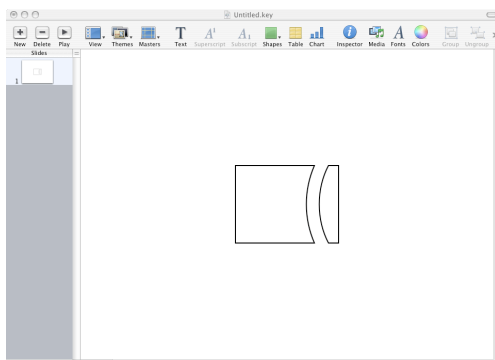 Untitled.key
New Delete Play View Themes Masters Text Superscript Subscript Shapes Table Chart Inspector Media Fonts Colors Group Ungroup
Slides
1